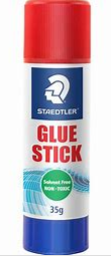 STAEDTLER
GLUE
STICK
Solvent Free
NON-TOXIC
35g